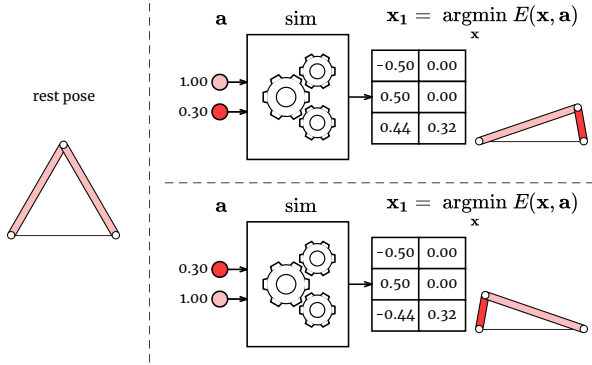 rest pose
a
sim
x₁ = argmin E(x, a)
x
1.00
0.30
-0.50 0.00
0.50 0.00
0.44 0.32
a
sim
x₁ = argmin E(x, a)
x
0.30
1.00
-0.50 0.00
0.50 0.00
-0.44 0.32